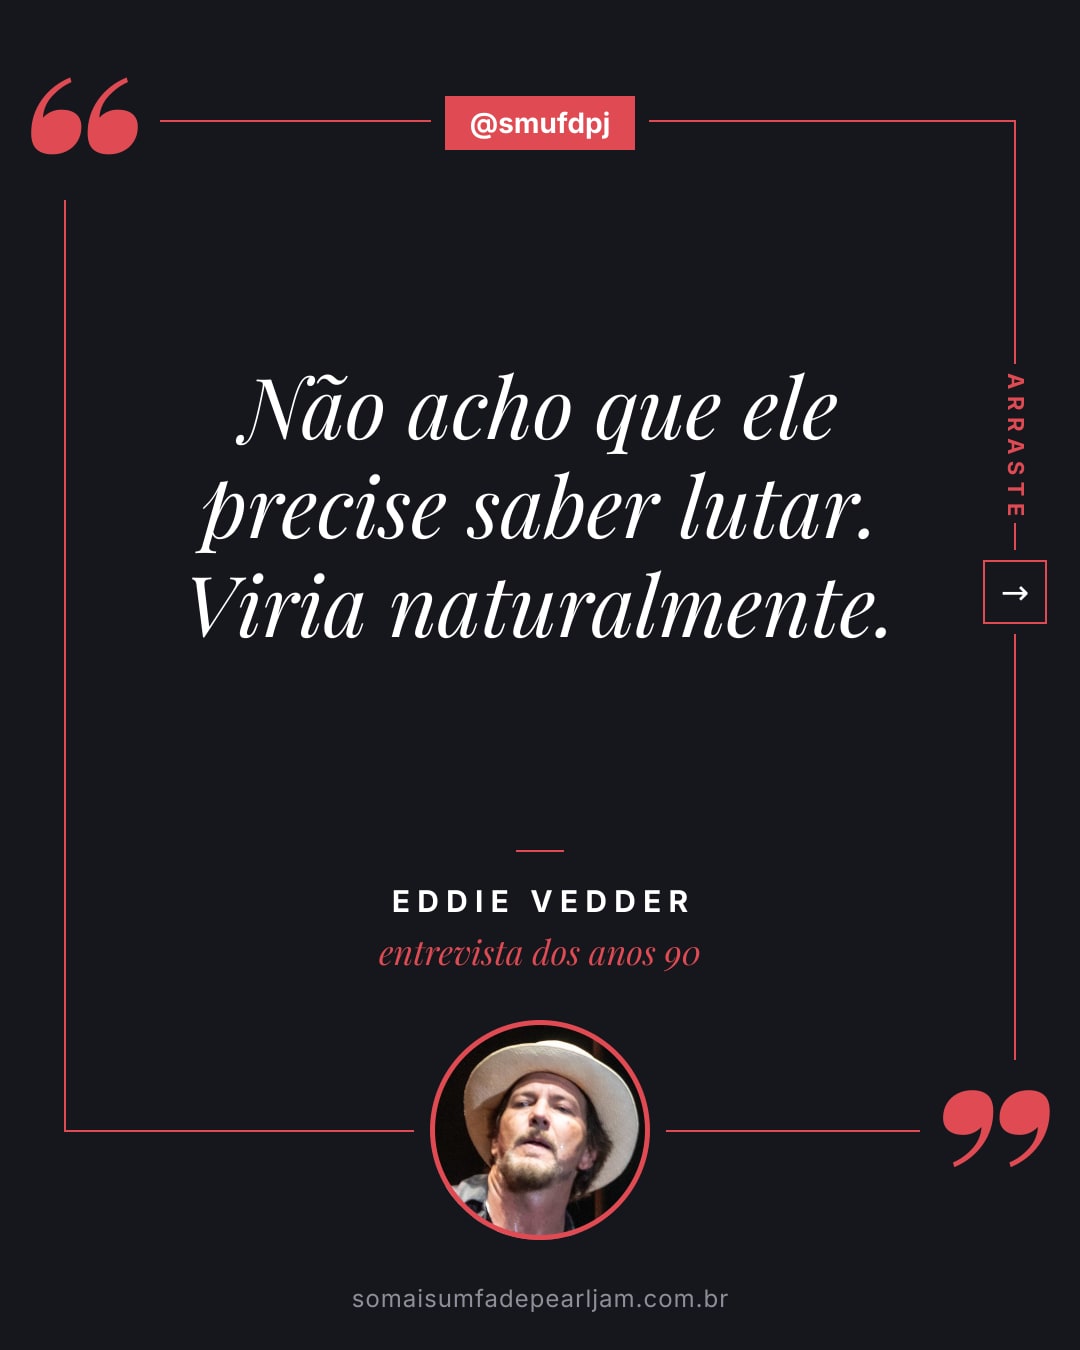 @smufdpj
Não acho que ele
precise saber lutar.
Viria naturalmente.
ARRASTE
→
EDDIE VEDDER
entrevista dos anos 90
somaisumfadepearljam.com.br